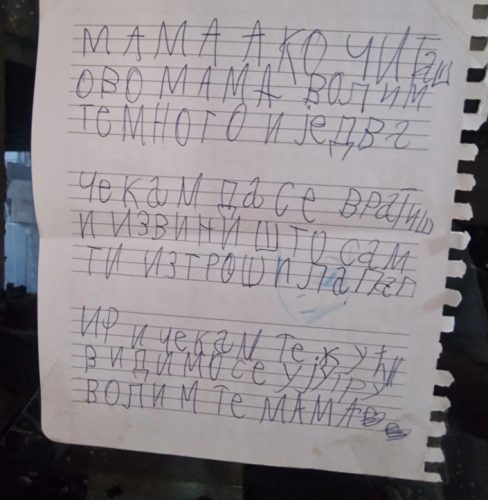 МАМА АКО ЧИТаш
ОВО МАМА ВОЛИМ
ТЕ МНОГО И ЈЕДВа
ЧЕКаМ Да СЕ ВРаТИШ
И ИЗВИНИ ШТО СаМ
ТИ ИЗТРОШИЛа ПаП
ИР И ЧЕКаМ ТЕ КУЋИ
ВИДИМО СЕ УЈУТРУ
ВОЛИМ ТЕ МАМА